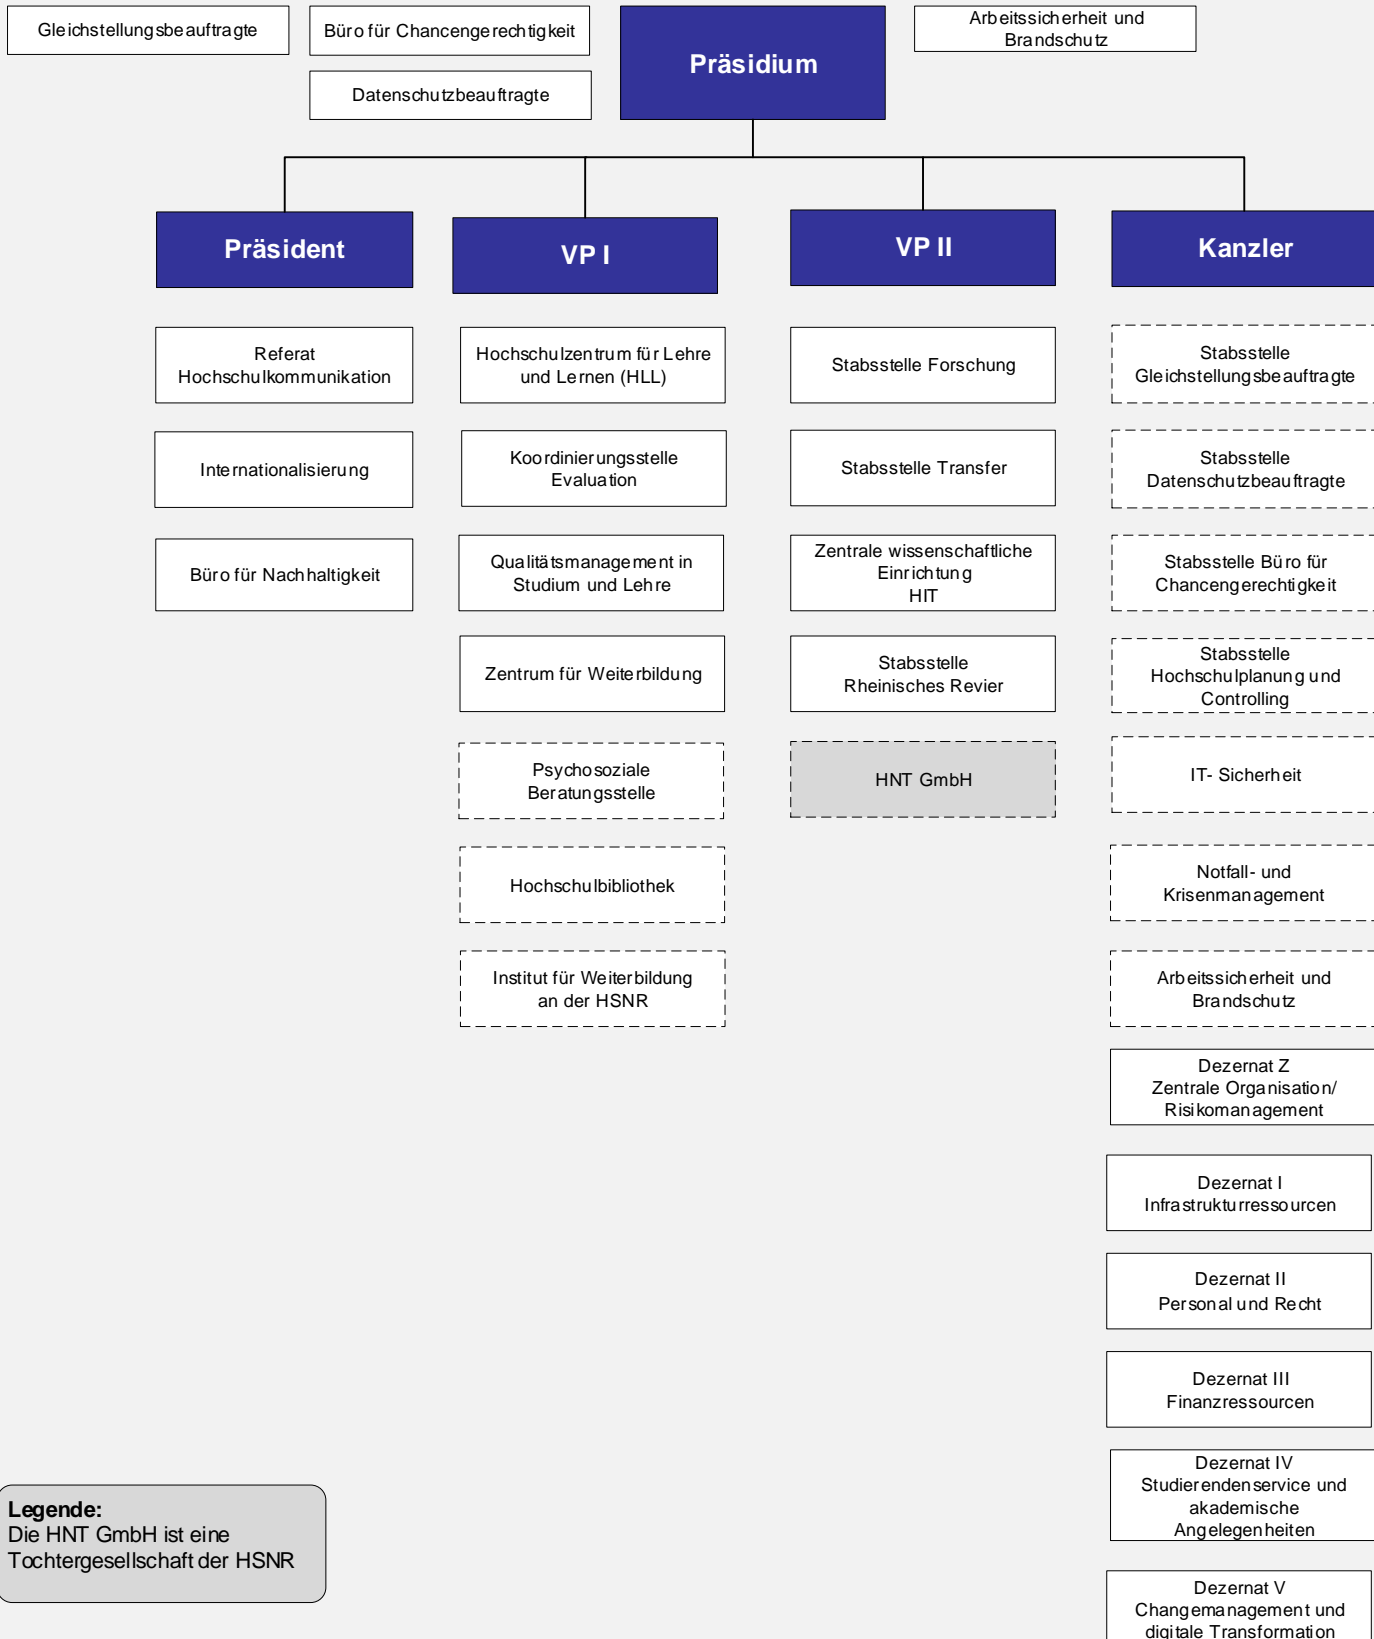 Gleichstellungsbeauftragte
Büro für Chancengerechtigkeit
Datenschutzbeauftragte
Präsidium
Arbeitssicherheit und
Brandschutz
Präsident
Referat
Hochschulkommunikation
Internationalisierung
Büro für Nachhaltigkeit
VP I
Hochschulzentrum für Lehre
und Lernen (HLL)
Koordinierungsstelle
Evaluation
Qualitätsmanagement in
Studium und Lehre
Zentrum für Weiterbildung
Psychosoziale
Beratungsstelle
Hochschulbibliothek
Institut für Weiterbildung
an der HSNR
VP II
Stabsstelle Forschung
Stabsstelle Transfer
Zentrale wissenschaftliche
Einrichtung
HIT
Stabsstelle
Rheinisches Revier
HNT GmbH
Kanzler
Stabsstelle
Gleichstellungsbeauftragte
Stabsstelle
Datenschutzbeauftragte
Stabsstelle Büro für
Chancengerechtigkeit
Stabsstelle
Hochschulplanung und
Controlling
IT- Sicherheit
Notfall- und
Krisenmanagement
Arbeitssicherheit und
Brandschutz
Dezernat Z
Zentrale Organisation/
Risikomanagement
Dezernat I
Infrastrukturressourcen
Dezernat II
Personal und Recht
Dezernat III
Finanzressourcen
Dezernat IV
Studierendenservice und
akademische
Angelegenheiten
Dezernat V
Changemanagement und
digitale Transformation
Legende:
Die HNT GmbH ist eine
Tochtergesellschaft der HSNR